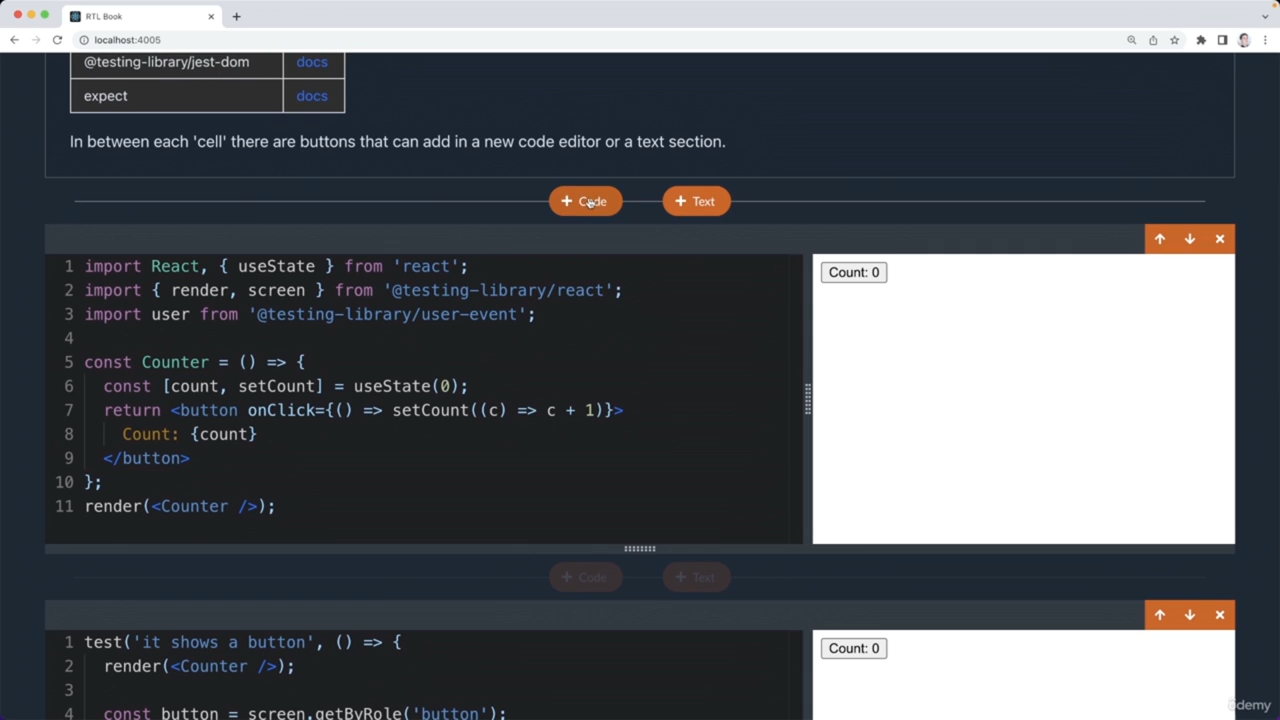 RTL Book
localhost:4005
@testing-library/jest-dom docs
expect docs
In between each 'cell' there are buttons that can add in a new code editor or a text section.
+ Code + Text
1 import React, { useState } from 'react';
2 import { render, screen } from '@testing-library/react';
3 import user from '@testing-library/user-event';
4
5 const Counter = () => {
6 const [count, setCount] = useState(0);
7 return <button onClick={() => setCount((c) => c + 1)}>
8 Count: {count}
9 </button>
10 };
11 render(<Counter />);
Count: 0
+ Code + Text
1 test('it shows a button', () => {
2 render(<Counter />);
3
4 const button = screen.getByRole('button');
Count: 0
ûdemy